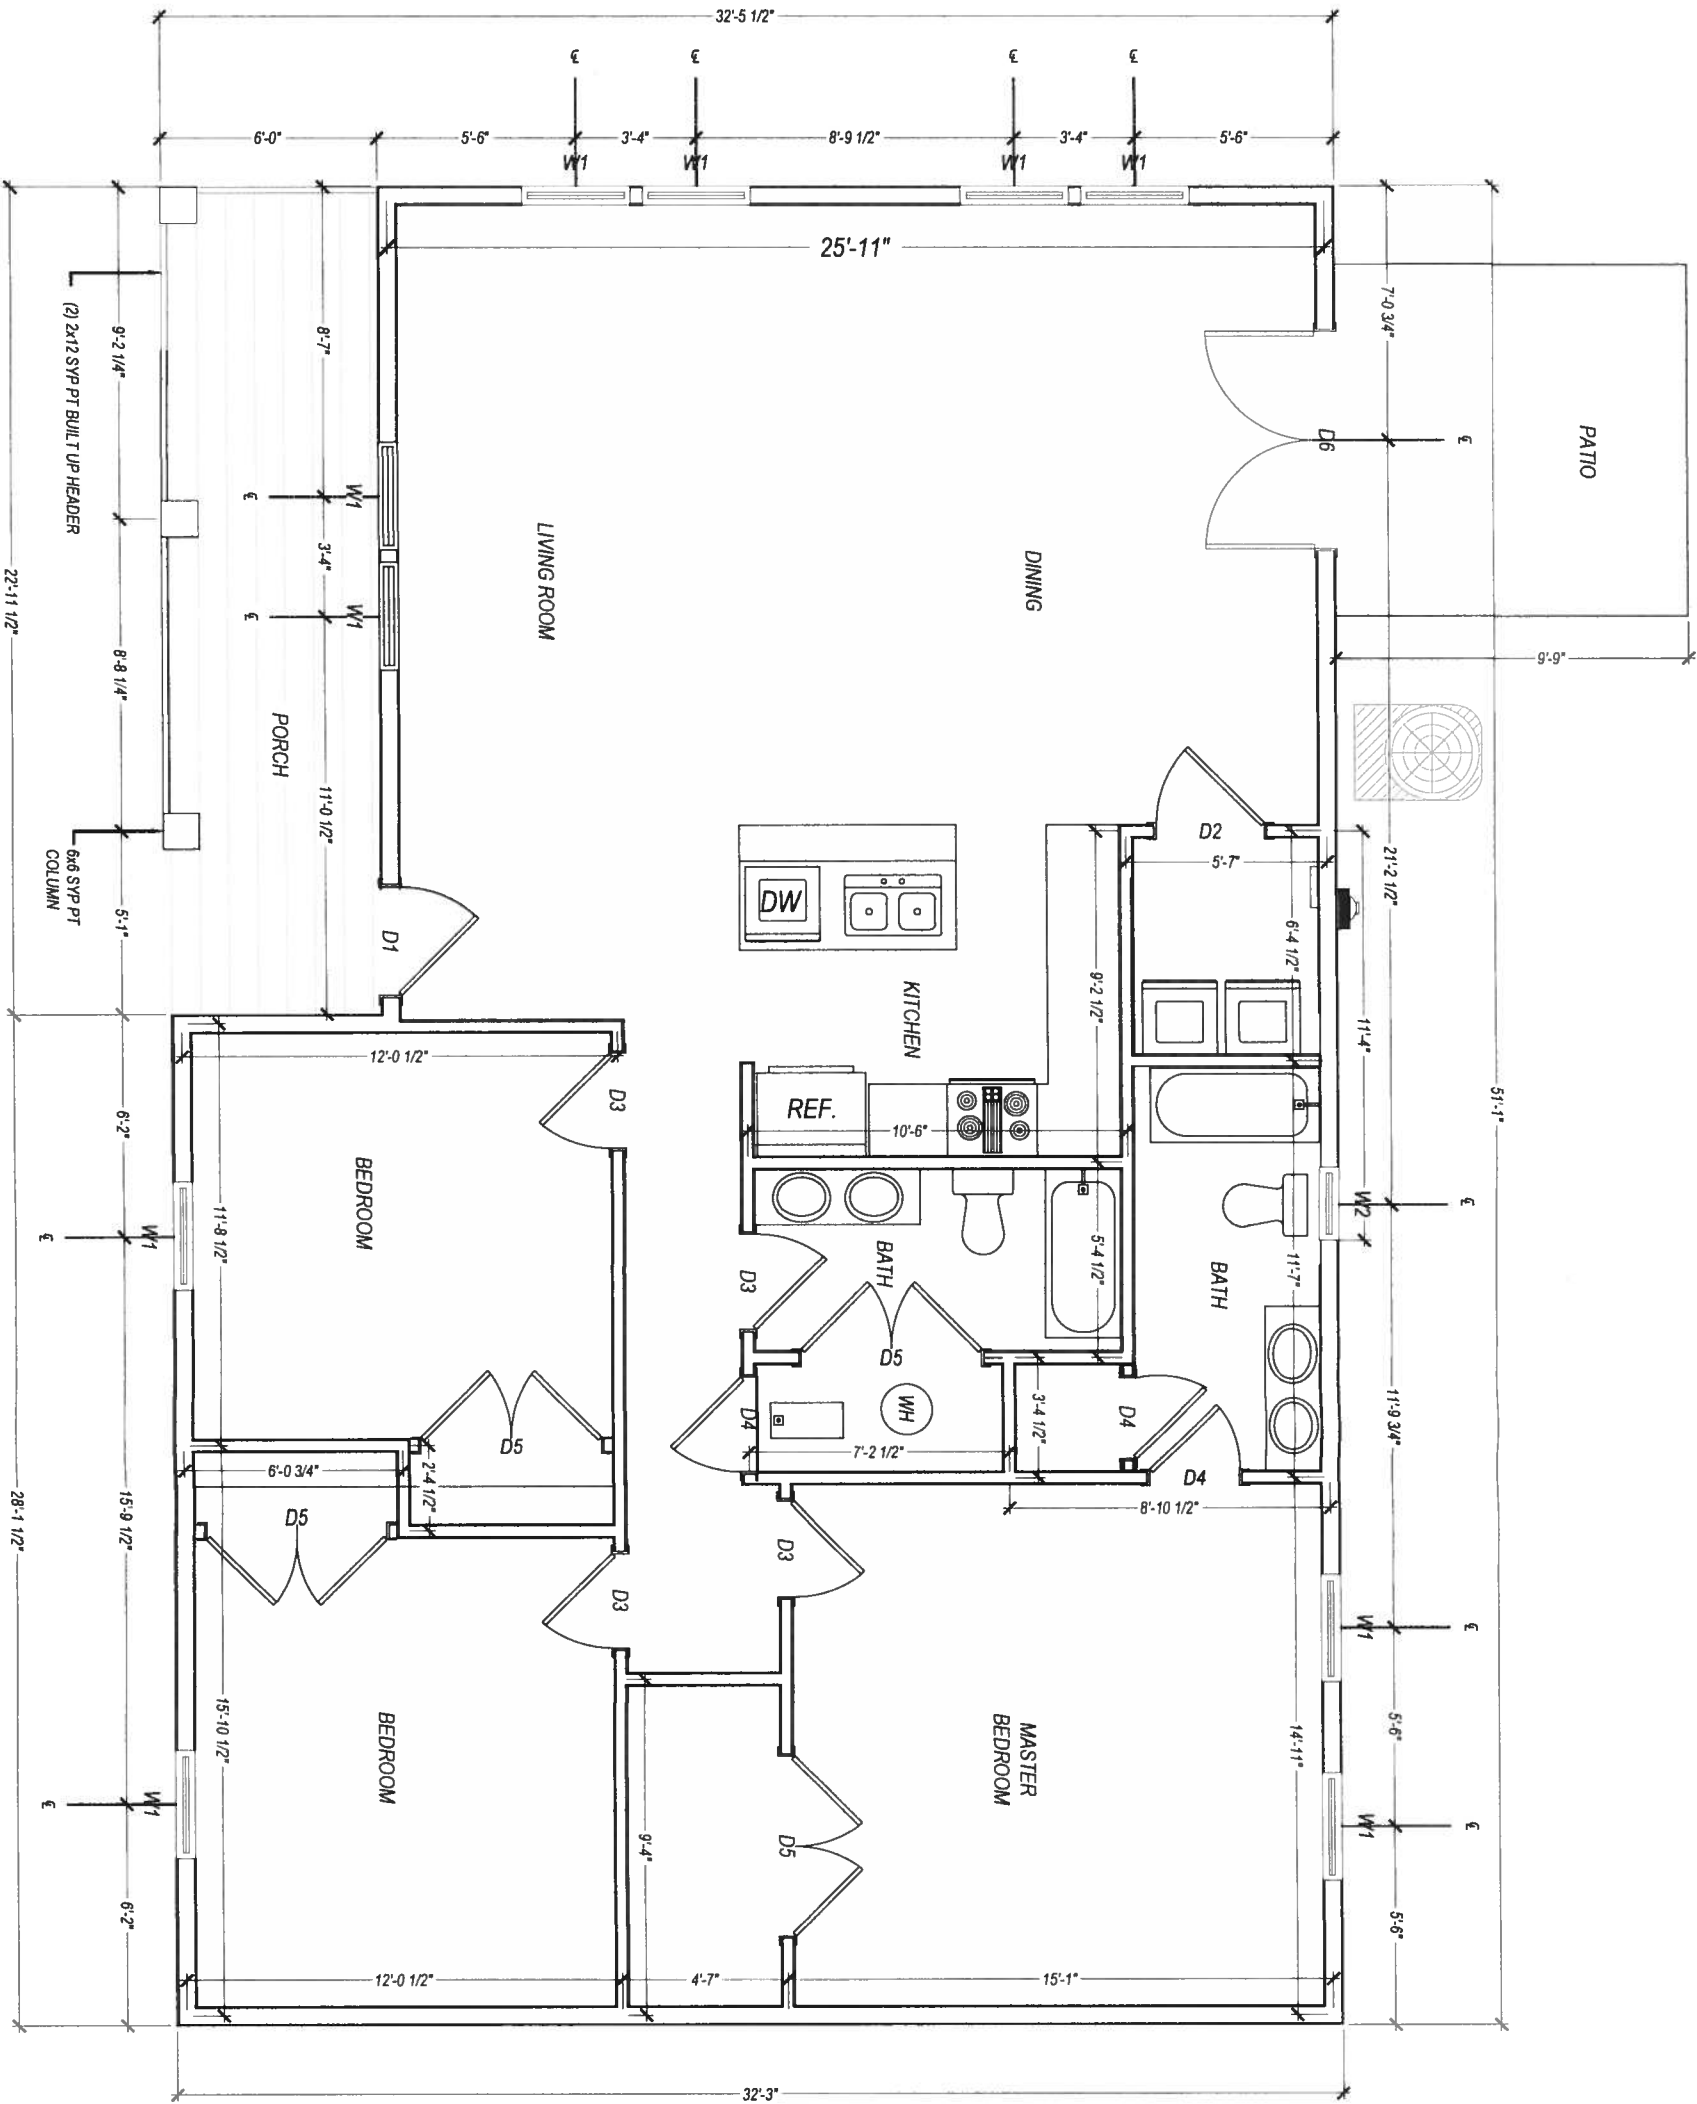 32'-5 1/2"
℄
℄
℄
℄
6'-0"
5'-6"
3'-4"
8'-9 1/2"
3'-4"
5'-6"
W1
W1
W1
W1
25'-11"
7'-0 3/4"
PATIO
D6
℄
9'-2 1/4"
8'-7"
(2) 2x12 SYP PT BUILT UP HEADER
℄
W1
3'-4"
LIVING ROOM
DINING
22'-11 1/2"
℄
W1
8'-8 1/4"
9'-9"
PORCH
11'-0 1/2"
D2
5'-7"
21'-2 1/2"
6x6 SYP PT
COLUMN
5'-1"
D1
DW
6'-4 1/2"
9'-2 1/2"
KITCHEN
11'-4"
12'-0 1/2"
D3
REF.
10'-6"
51'-1"
6'-2"
BEDROOM
11'-8 1/2"
℄
W1
W2
℄
BATH
5'-4 1/2"
11'-7"
BATH
D3
D5
WH
D4
3'-4 1/2"
D4
11'-9 3/4"
D5
7'-2 1/2"
6'-0 3/4"
2'-4 1/2"
D4
8'-10 1/2"
28'-1 1/2"
15'-9 1/2"
D5
D3
D3
W1
℄
15'-10 1/2"
BEDROOM
MASTER
BEDROOM
14'-11"
5'-6"
℄
W1
9'-4"
D5
W1
℄
6'-2"
5'-6"
12'-0 1/2"
4'-7"
15'-1"
32'-3"